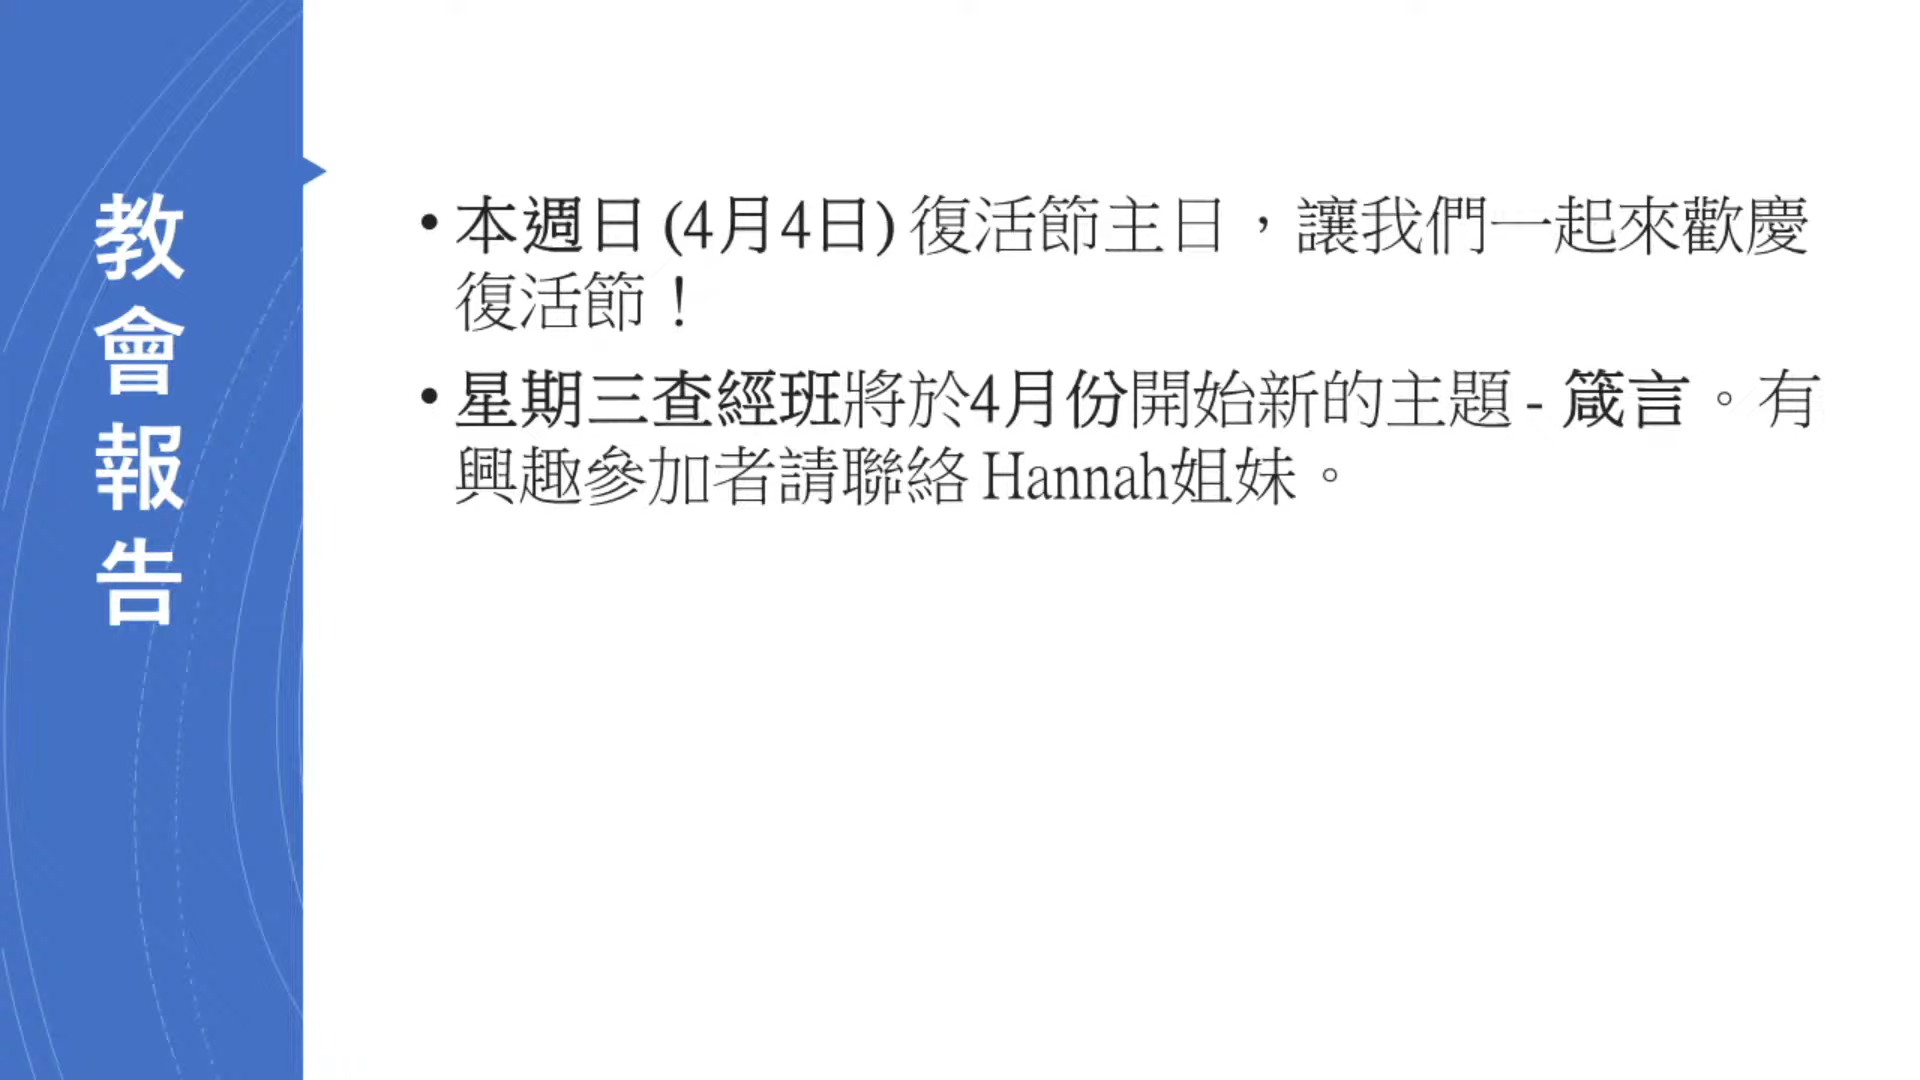 教會報告
• 本週日 (4月4日) 復活節主日，讓我們一起來歡慶
復活節！
• 星期三查經班將於4月份開始新的主題 - 箴言。有
興趣參加者請聯絡 Hannah姐妹。